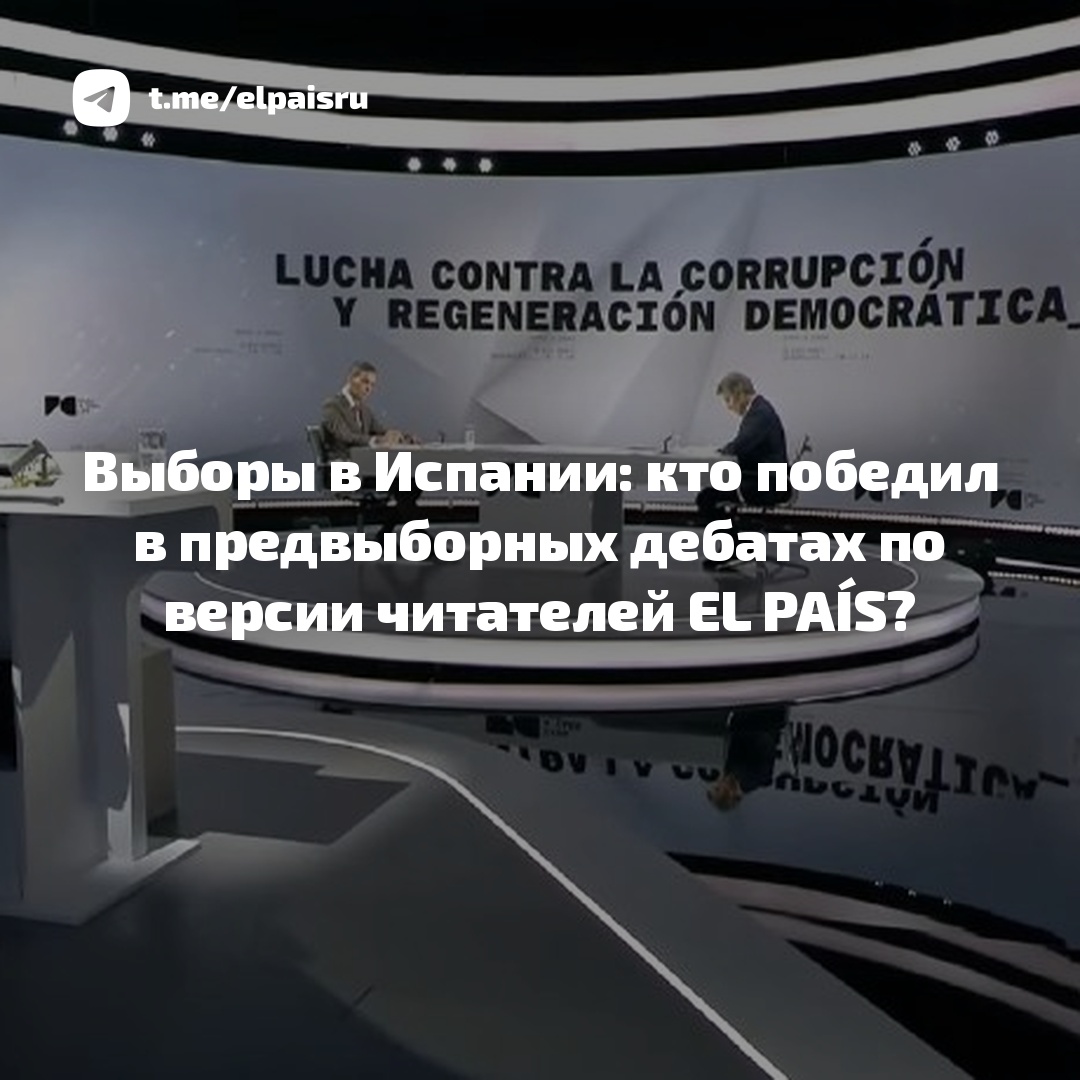 t.me/elpaisru
LUCHA CONTRA LA CORRUPCIÓN
Y REGENERACIÓN DEMOCRÁTICA_
Выборы в Испании: кто победил
в предвыборных дебатах по
версии читателей EL PAÍS?